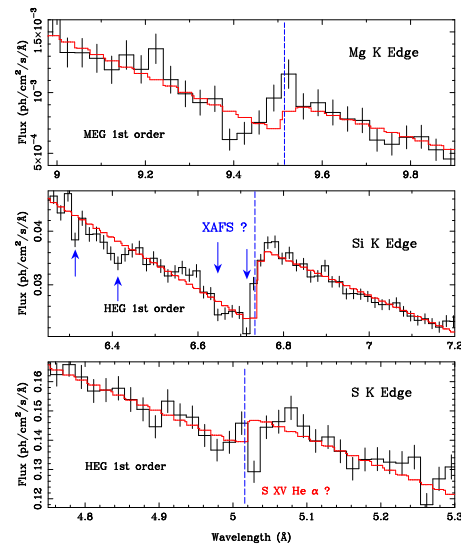 1.5×10⁻³
10⁻³
5×10⁻⁴
Flux (ph/cm²/s/Å)
Mg K Edge
MEG 1st order
9 9.2 9.4 9.6 9.8
0.04
0.03
Flux (ph/cm²/s/Å)
XAFS ?
Si K Edge
HEG 1st order
6.4 6.6 6.8 7 7.2
0.16
0.15
0.14
0.13
0.12
Flux (ph/cm²/s/Å)
S K Edge
HEG 1st order
S XV He α ?
4.8 4.9 5 5.1 5.2 5.3
Wavelength (Å)